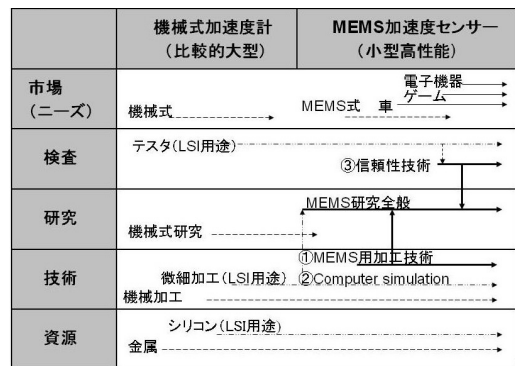 機械式加速度計
(比較的大型)
MEMS加速度センサー
(小型高性能)
市場
(ニーズ)
機械式
MEMS式 車
電子機器
ゲーム
検査
テスタ(LSI用途)
③信頼性技術
研究
MEMS研究全般
機械式研究
技術
①MEMS用加工技術
微細加工(LSI用途)
②Computer simulation
機械加工
資源
シリコン(LSI用途)
金属